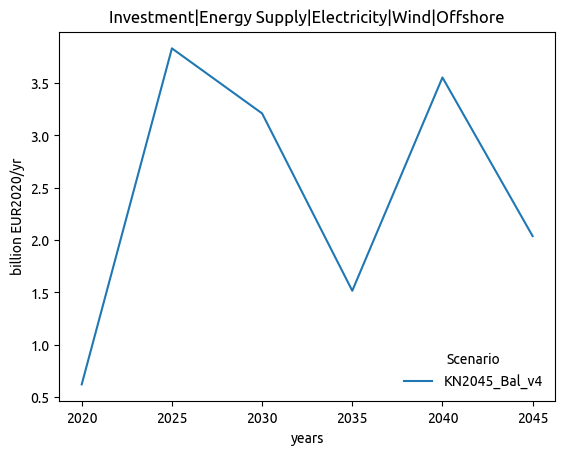 Investment|Energy Supply|Electricity|Wind|Offshore
billion EUR2020/yr
3.5
3.0
2.5
2.0
1.5
1.0
0.5
Scenario
KN2045_Bal_v4
2020 2025 2030 2035 2040 2045
years